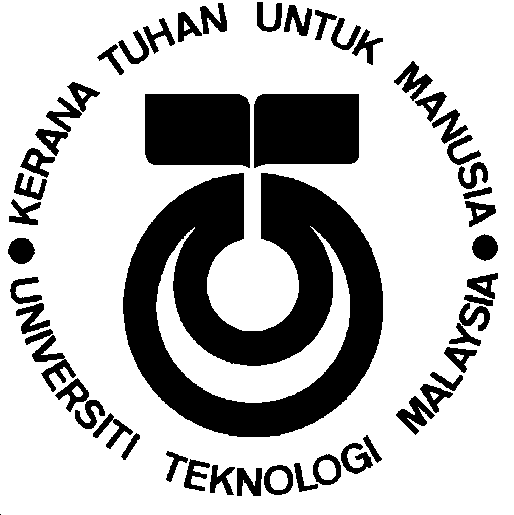 KERANA TUHAN UNTUK MANUSIA
UNIVERSITI TEKNOLOGI MALAYSIA